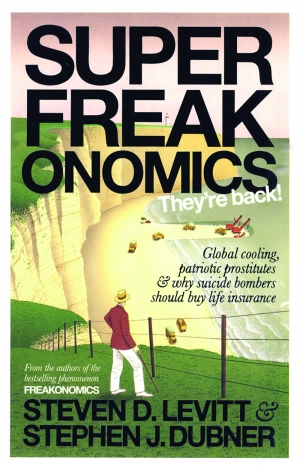 SUPER
FREAK
ONOMICS
They're back!
Global cooling,
patriotic prostitutes
& why suicide bombers
should buy life insurance
From the authors of the
bestselling phenomenon
FREAKONOMICS
STEVEN D. LEVITT &
STEPHEN J. DUBNER